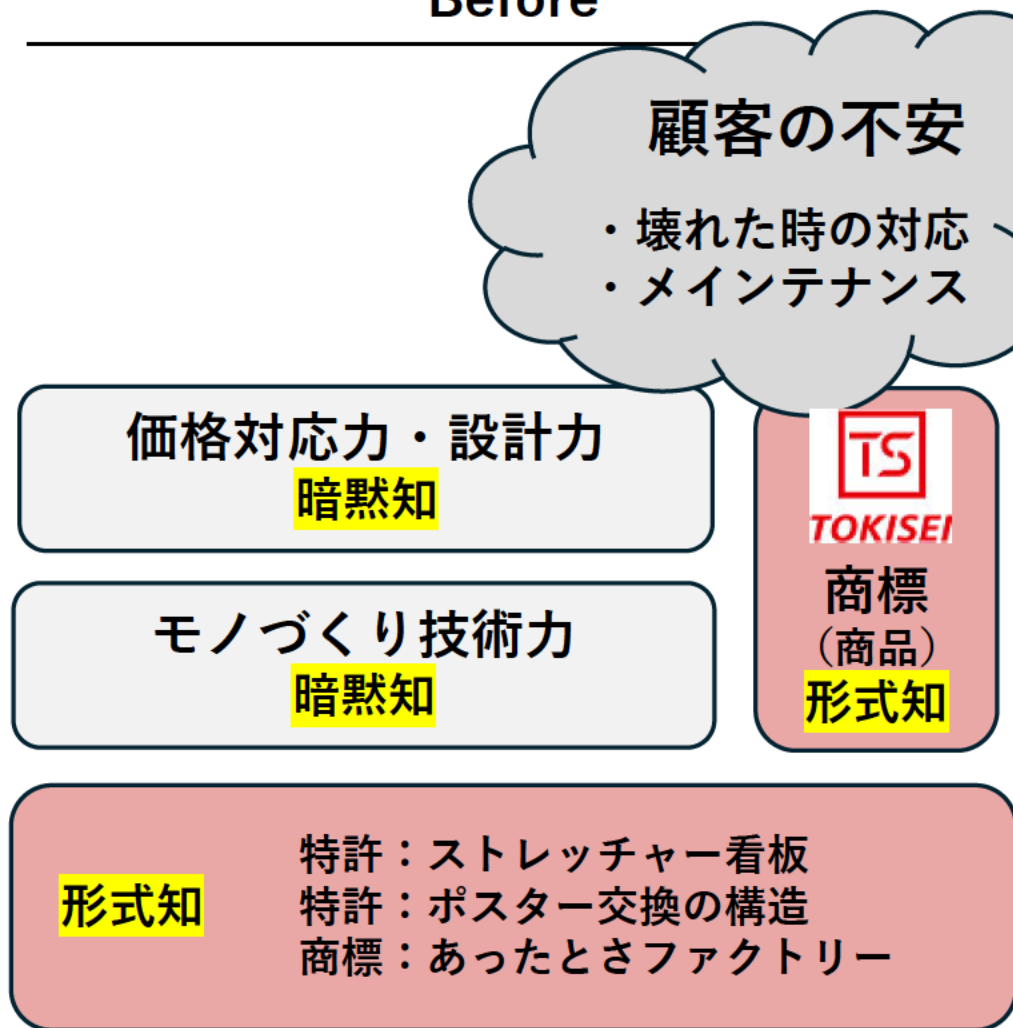 Before
顧客の不安
・壊れた時の対応
・メインテナンス
価格対応力・設計力
暗黙知
TS
TOKISEI
商標
（商品）
形式知
モノづくり技術力
暗黙知
形式知
特許：ストレッチャー看板
特許：ポスター交換の構造
商標：あったとさファクトリー